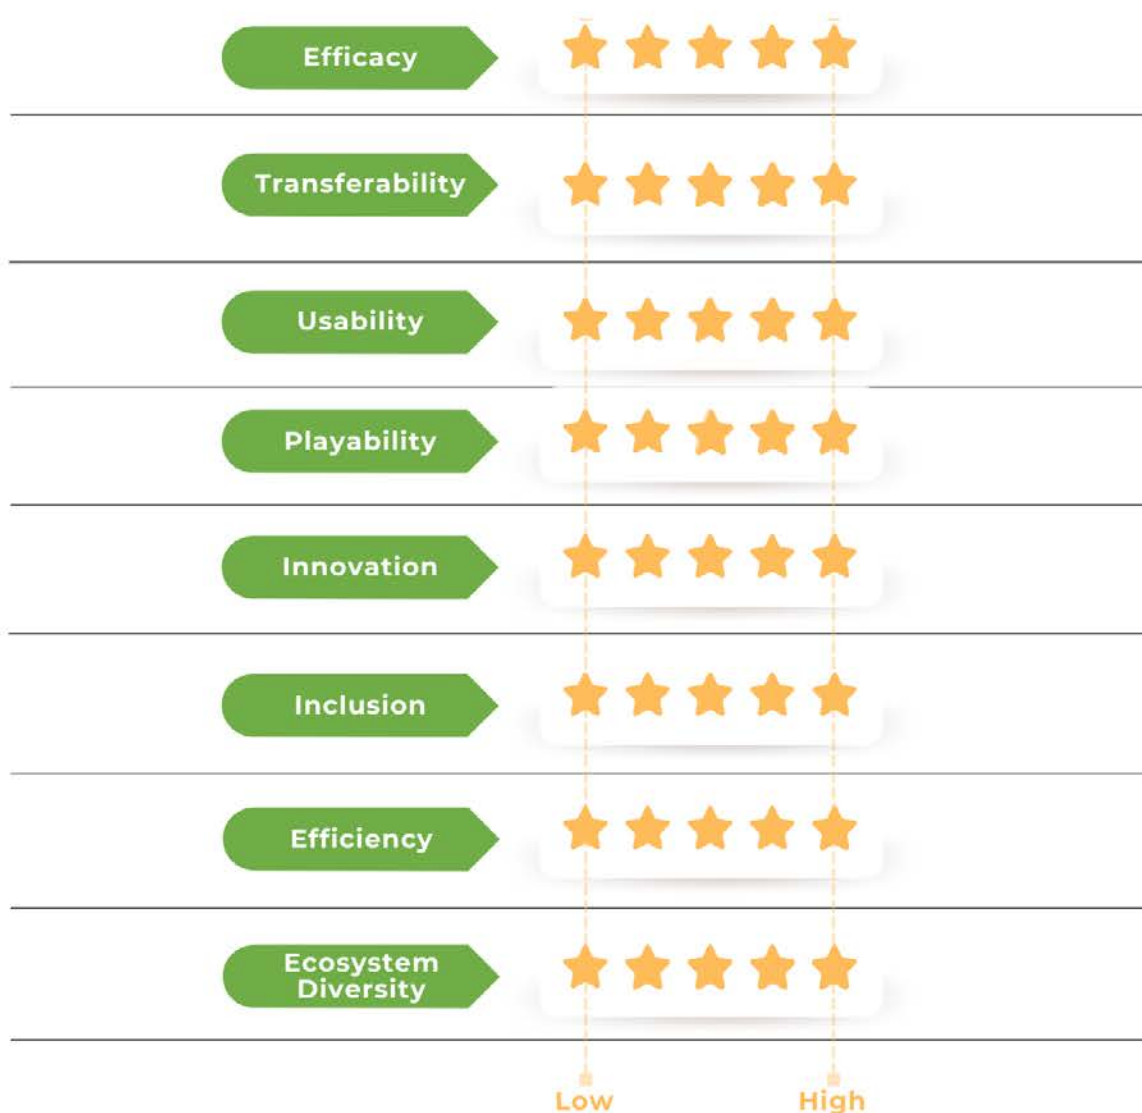 Efficacy
Transferability
Usability
Playability
Innovation
Inclusion
Efficiency
Ecosystem
Diversity
Low High